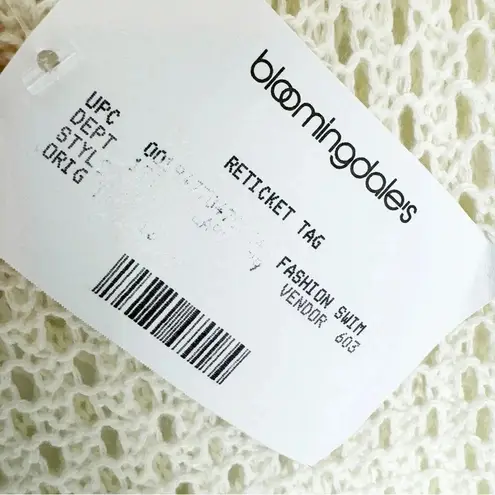 bloomingdale's
RETICKET TAG
UPC
DEPT FASHION SWIM
STYL VENDOR 603
ORIG